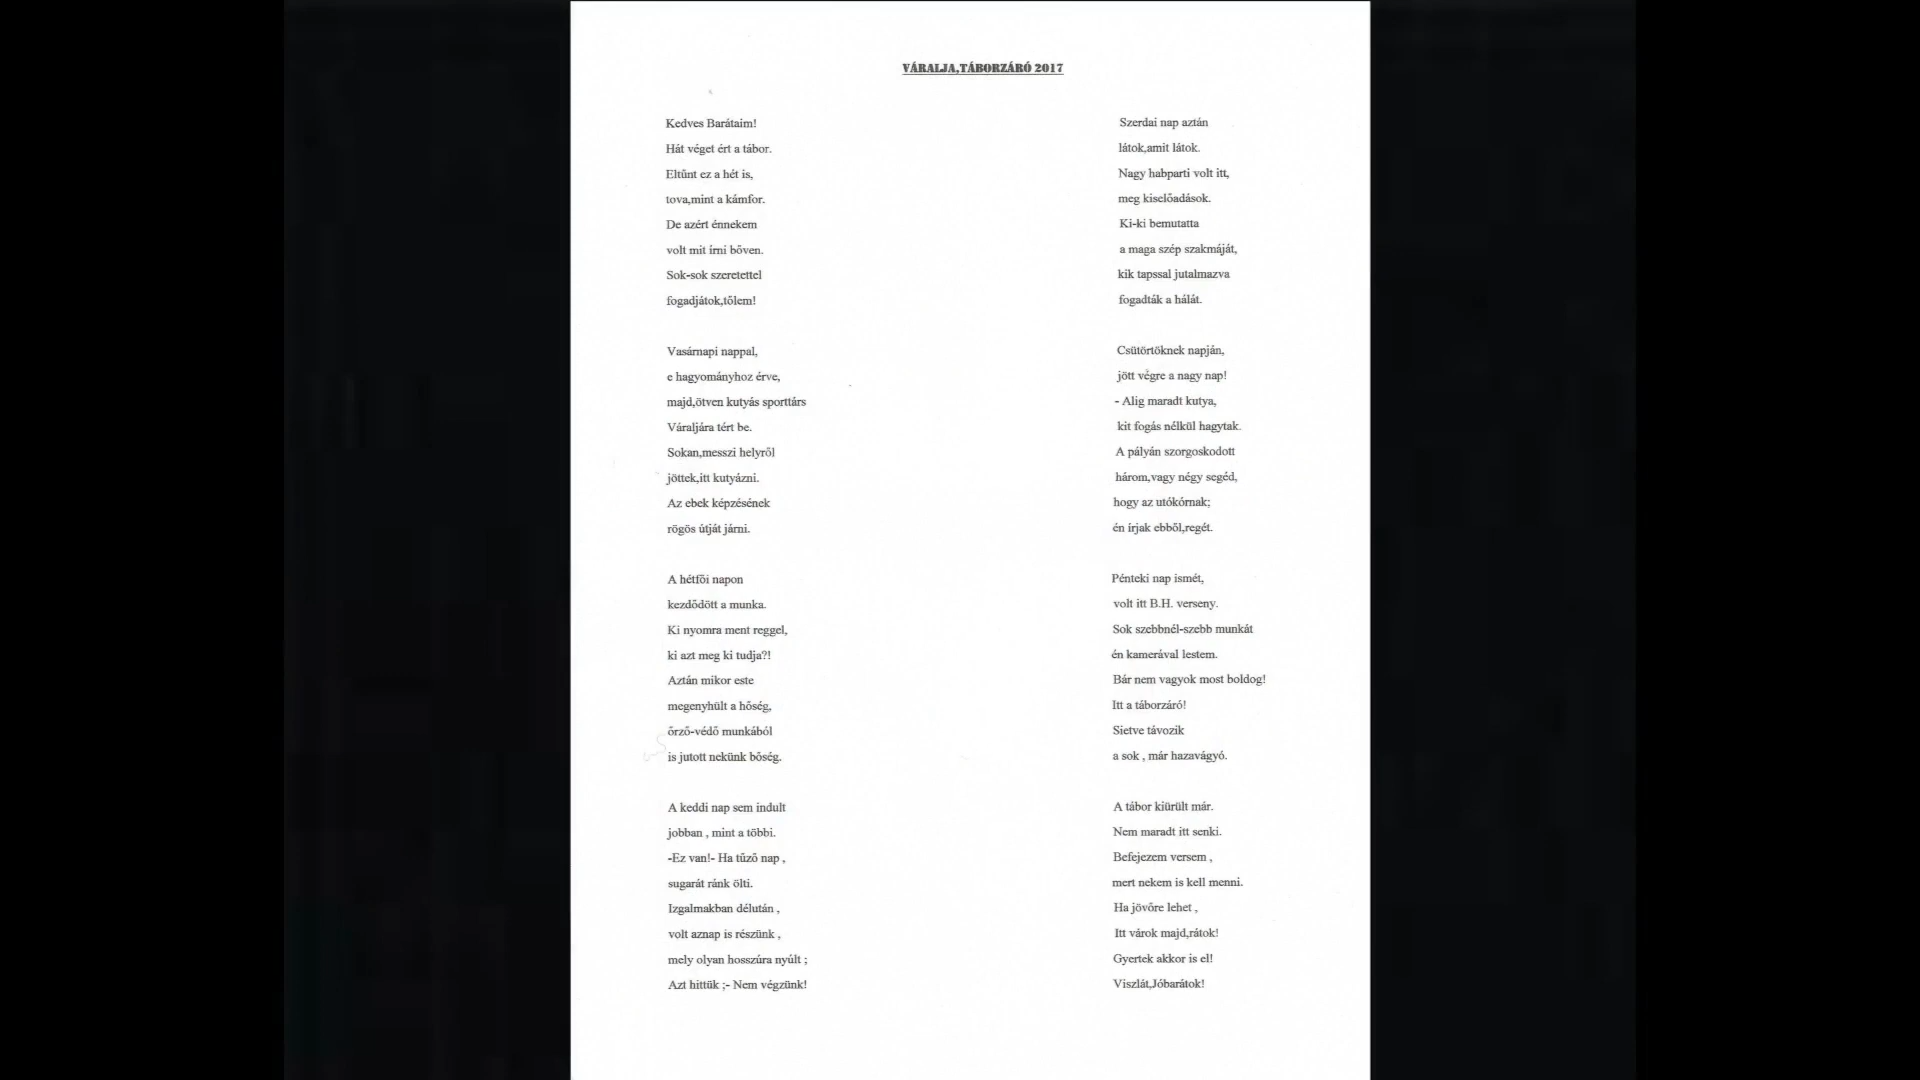 VÁRALJA,TÁBORZÁRÓ 2017
Kedves Barátaim!
Hát véget ért a tábor.
Eltűnt ez a hét is,
tova,mint a kámfor.
De azért énnekem
volt mit írni bőven.
Sok-sok szeretettel
fogadjátok,tőlem!
Vasárnapi nappal,
e hagyományhoz érve,
majd,ötven kutyás sporttárs
Váraljára tért be.
Sokan,messzi helyről
jöttek,itt kutyázni.
Az ebek képzésének
rögös útját járni.
A hétfői napon
kezdődött a munka.
Ki nyomra ment reggel,
ki azt meg ki tudja?!
Aztán mikor este
megenyhült a hőség,
őrző-védő munkából
is jutott nekünk bőség.
A keddi nap sem indult
jobban , mint a többi.
-Ez van!- Ha tűző nap ,
sugarát ránk ölti.
Izgalmakban délután ,
volt aznap is részünk ,
mely olyan hosszúra nyúlt ;
Azt hittük ;- Nem végzünk!
Szerdai nap aztán
látok,amit látok.
Nagy habparti volt itt,
meg kiselőadások.
Ki-ki bemutatta
a maga szép szakmáját,
kik tapssal jutalmazva
fogadták a hálát.
Csütörtöknek napján,
jött végre a nagy nap!
- Alig maradt kutya,
kit fogás nélkül hagytak.
A pályán szorgoskodott
három,vagy négy segéd,
hogy az utókórnak;
én írjak ebből,regét.
Pénteki nap ismét,
volt itt B.H. verseny.
Sok szebbnél-szebb munkát
én kamerával lestem.
Bár nem vagyok most boldog!
Itt a táborzáró!
Sietve távozik
a sok , már hazavágyó.
A tábor kiürült már.
Nem maradt itt senki.
Befejezem versem ,
mert nekem is kell menni.
Ha jövőre lehet ,
Itt várok majd,rátok!
Gyertek akkor is el!
Viszlát,Jóbarátok!